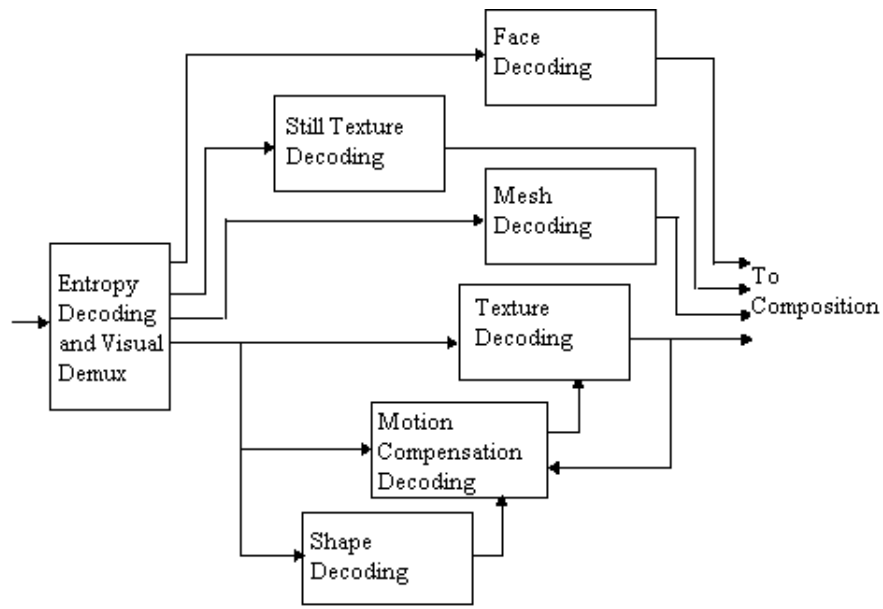 Face
Decoding
Still Texture
Decoding
Mesh
Decoding
Entropy
Decoding
and Visual
Demux
Texture
Decoding
To
Composition
Motion
Compensation
Decoding
Shape
Decoding